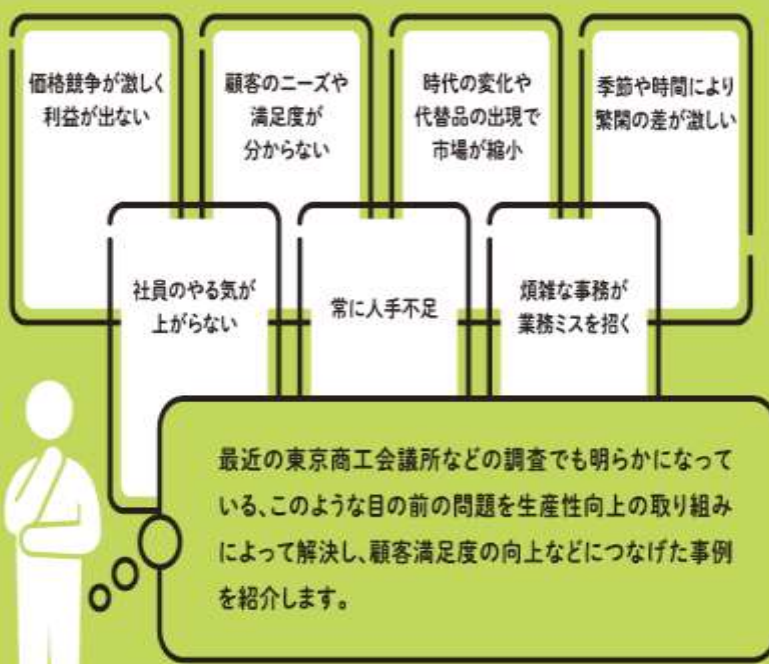 価格競争が激しく
利益が出ない
顧客のニーズや
満足度が
分からない
時代の変化や
代替品の出現で
市場が縮小
季節や時間により
繁閑の差が激しい
社員のやる気が
上がらない
常に人手不足
煩雑な事務が
業務ミスを招く
最近の東京商工会議所などの調査でも明らかになって
いる、このような目の前の問題を生産性向上の取り組み
によって解決し、顧客満足度の向上などにつなげた事例
を紹介します。